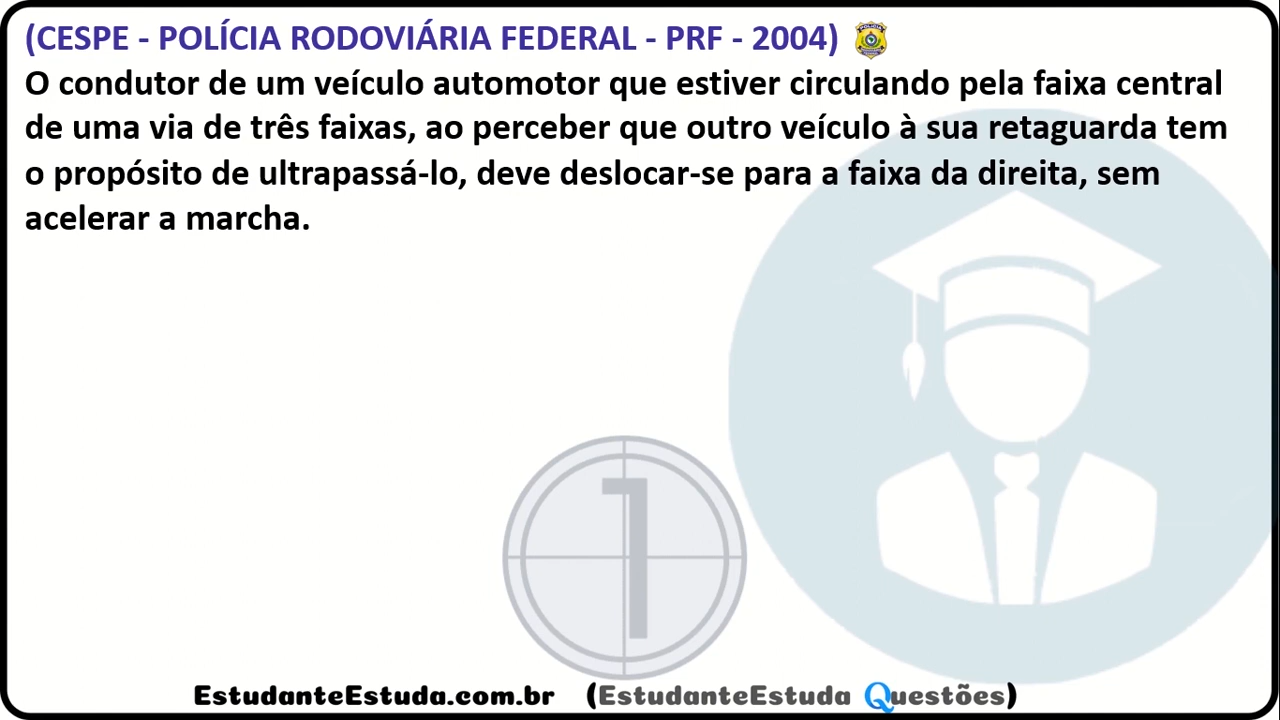 (CESPE - POLÍCIA RODOVIÁRIA FEDERAL - PRF - 2004)
O condutor de um veículo automotor que estiver circulando pela faixa central
de uma via de três faixas, ao perceber que outro veículo à sua retaguarda tem
o propósito de ultrapassá-lo, deve deslocar-se para a faixa da direita, sem
acelerar a marcha.
1
EstudanteEstuda.com.br (EstudanteEstuda Questões)